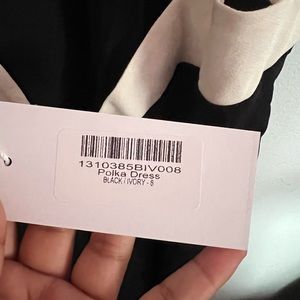 1310385BIV008
Polka Dress
BLACK / IVORY - 8